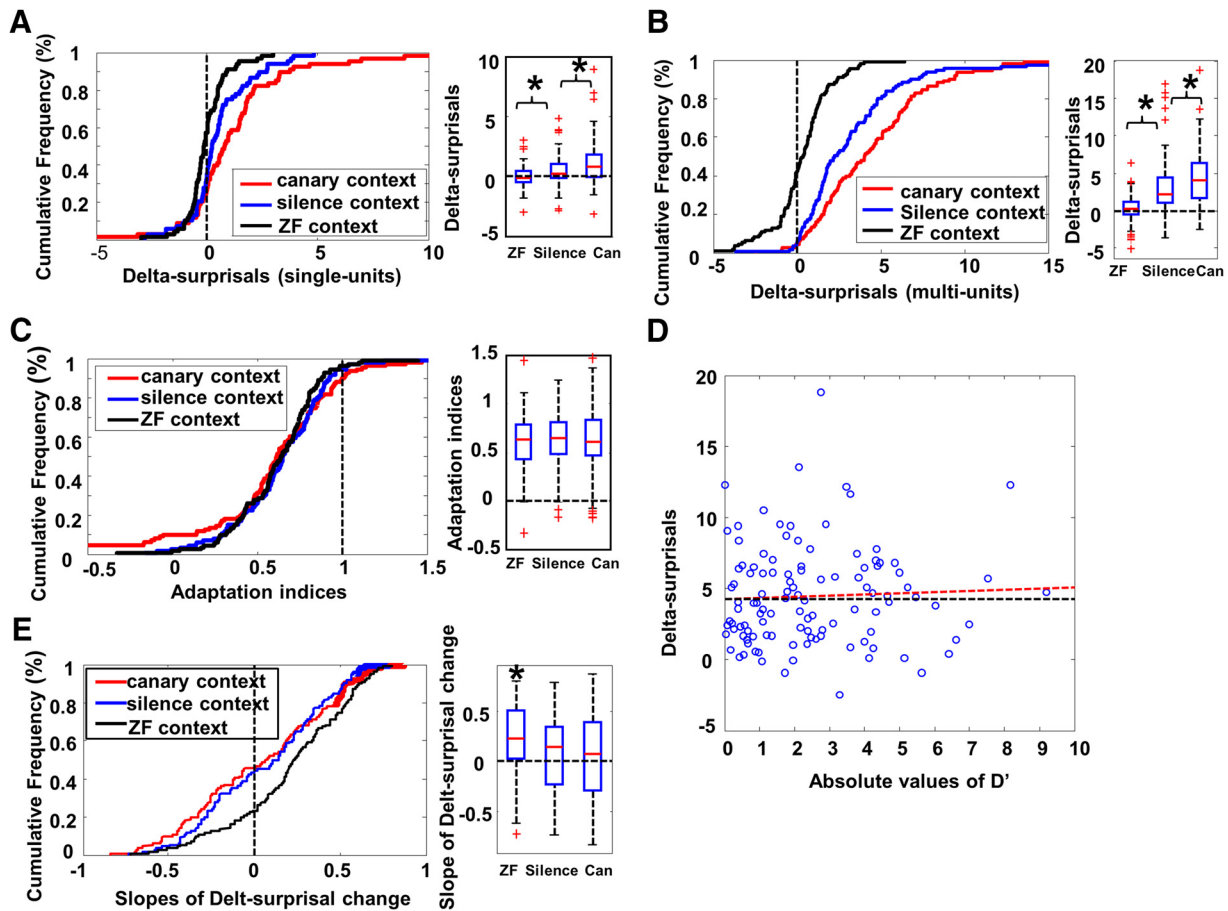 A
Cumulative Frequency (%)
1
0.8
0.6
0.4
0.2
-5
0
5
10
Delta-surprisals (single-units)
canary context
silence context
ZF context
Delta-surprisals
10
5
0
-5
*
*
ZF Silence Can
B
Cumulative Frequency (%)
1
0.8
0.6
0.4
0.2
0
-5
0
5
10
15
Delta-surprisals (multi-units)
canary context
Silence context
ZF context
Delta-surprisals
20
15
10
5
0
-5
*
*
ZF Silence Can
C
Cumulative Frequency (%)
1
0.8
0.6
0.4
0.2
0
-0.5
0.0
0.5
1
1.5
Adaptation indices
canary context
silence context
ZF context
Adaptation indices
1.5
1
0.5
0
-0.5
ZF Silence Can
D
Delta-surprisals
20
15
10
5
0
-5
0 1 2 3 4 5 6 7 8 9 10
Absolute values of D’
E
Cumulative Frequency (%)
1
0.8
0.6
0.4
0.2
0
-1
-0.5
0
0.5
1
Slopes of Delt-surprisal change
canary context
silence context
ZF context
Slope of Delt-surprisal change
0.5
0
-0.5
*
ZF Silence Can